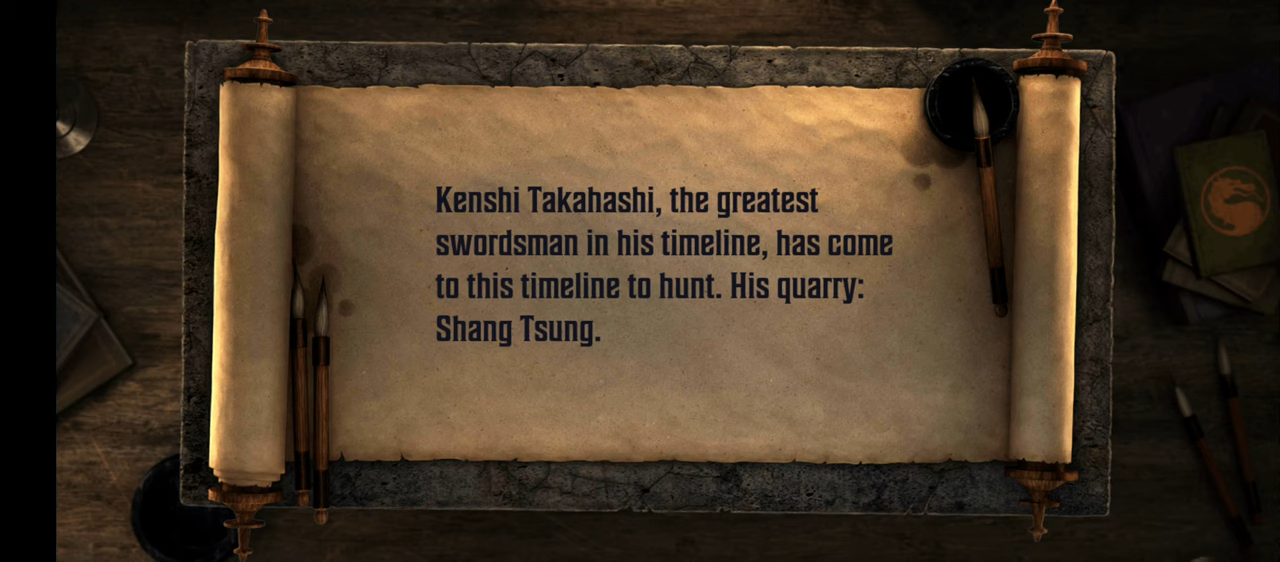 Kenshi Takahashi, the greatest
swordsman in his timeline, has come
to this timeline to hunt. His quarry:
Shang Tsung.